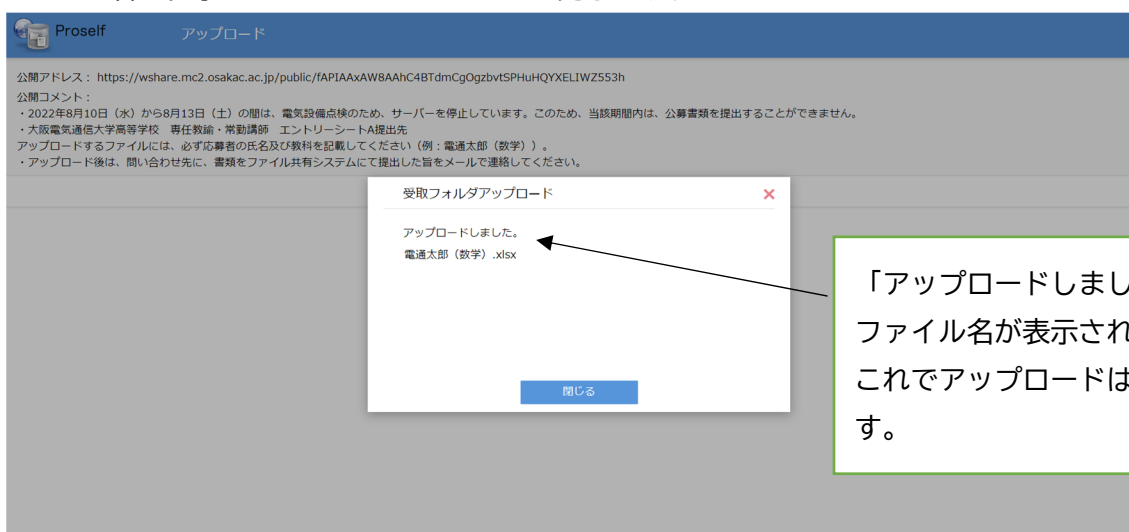 Proself
アップロード
公開アドレス： https://wshare.mc2.osakac.ac.jp/public/fAPIAAxAW8AAhC4BTdmCgOgzbvtSPHuHQYXELIWZ553h
公開コメント：
・2022年8月10日（水）から8月13日（土）の間は、電気設備点検のため、サーバーを停止しています。このため、当該期間内は、公募書類を提出することができません。
・大阪電気通信大学高等学校　専任教諭・常勤講師　エントリーシートA提出先
アップロードするファイルには、必ず応募者の氏名及び教科を記載してください（例：電通太郎（数学））。
・アップロード後は、問い合わせ先に、書類をファイル共有システムにて提出した旨をメールで連絡してください。
受取フォルダアップロード
アップロードしました。
電通太郎（数学）.xlsx
閉じる
「アップロードしまし
ファイル名が表示され
これでアップロードは
す。